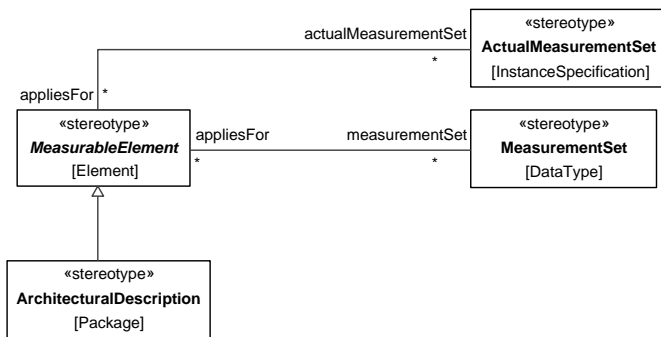 actualMeasurementSet
*
«stereotype»
ActualMeasurementSet
[InstanceSpecification]
appliesFor
*
«stereotype»
MeasurableElement
[Element]
appliesFor
*
measurementSet
*
«stereotype»
MeasurementSet
[DataType]
«stereotype»
ArchitecturalDescription
[Package]